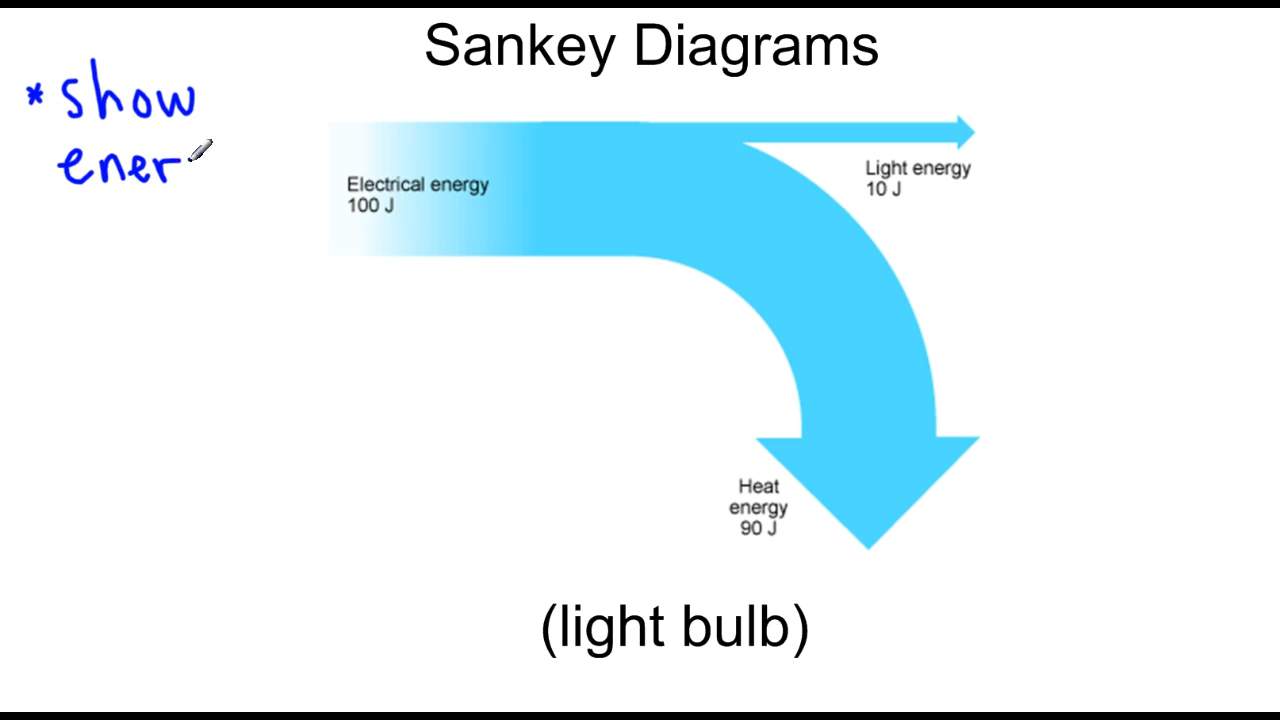 Sankey Diagrams
* show
ener
Electrical energy
100 J
Light energy
10 J
Heat
energy
90 J
(light bulb)